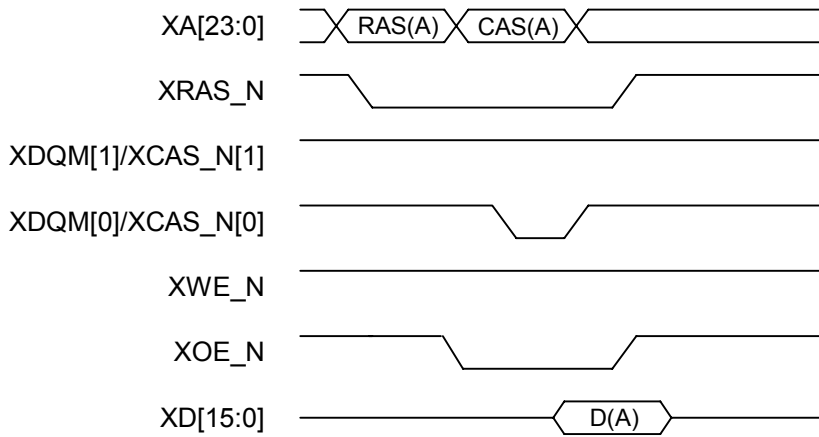 XA[23:0] RAS(A) CAS(A)
XRAS_N
XDQM[1]/XCAS_N[1]
XDQM[0]/XCAS_N[0]
XWE_N
XOE_N
XD[15:0] D(A)